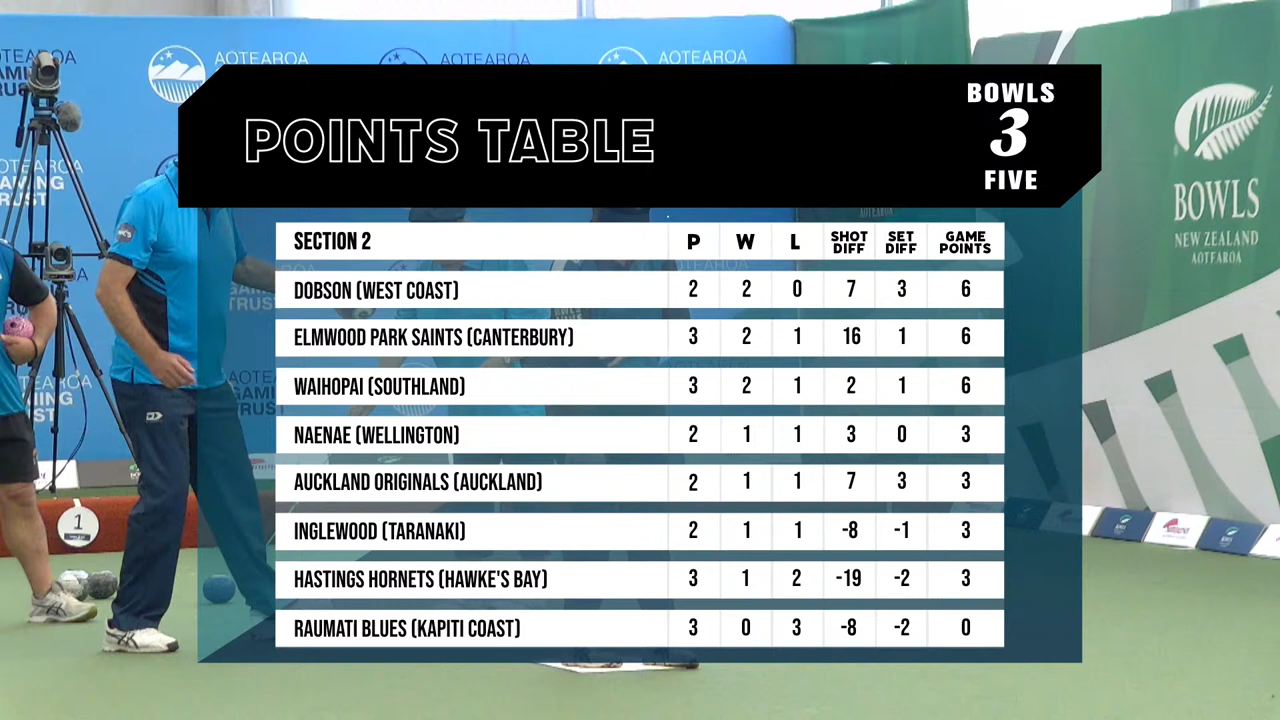 AOTEAROA
AOTEAROA
AOTEAROA
AOTEAROA
GAMING
TRUST
POINTS TABLE
BOWLS
3
FIVE
BOWLS
NEW ZEALAND
AOTEAROA
SECTION 2 P W L SHOT DIFF SET DIFF GAME POINTS
DOBSON (WEST COAST) 2 2 0 7 3 6
ELMWOOD PARK SAINTS (CANTERBURY) 3 2 1 16 1 6
WAIHOPAI (SOUTHLAND) 3 2 1 2 1 6
NAENAE (WELLINGTON) 2 1 1 3 0 3
AUCKLAND ORIGINALS (AUCKLAND) 2 1 1 7 3 3
INGLEWOOD (TARANAKI) 2 1 1 -8 -1 3
HASTINGS HORNETS (HAWKE'S BAY) 3 1 2 -19 -2 3
RAUMATI BLUES (KAPITI COAST) 3 0 3 -8 -2 0
1